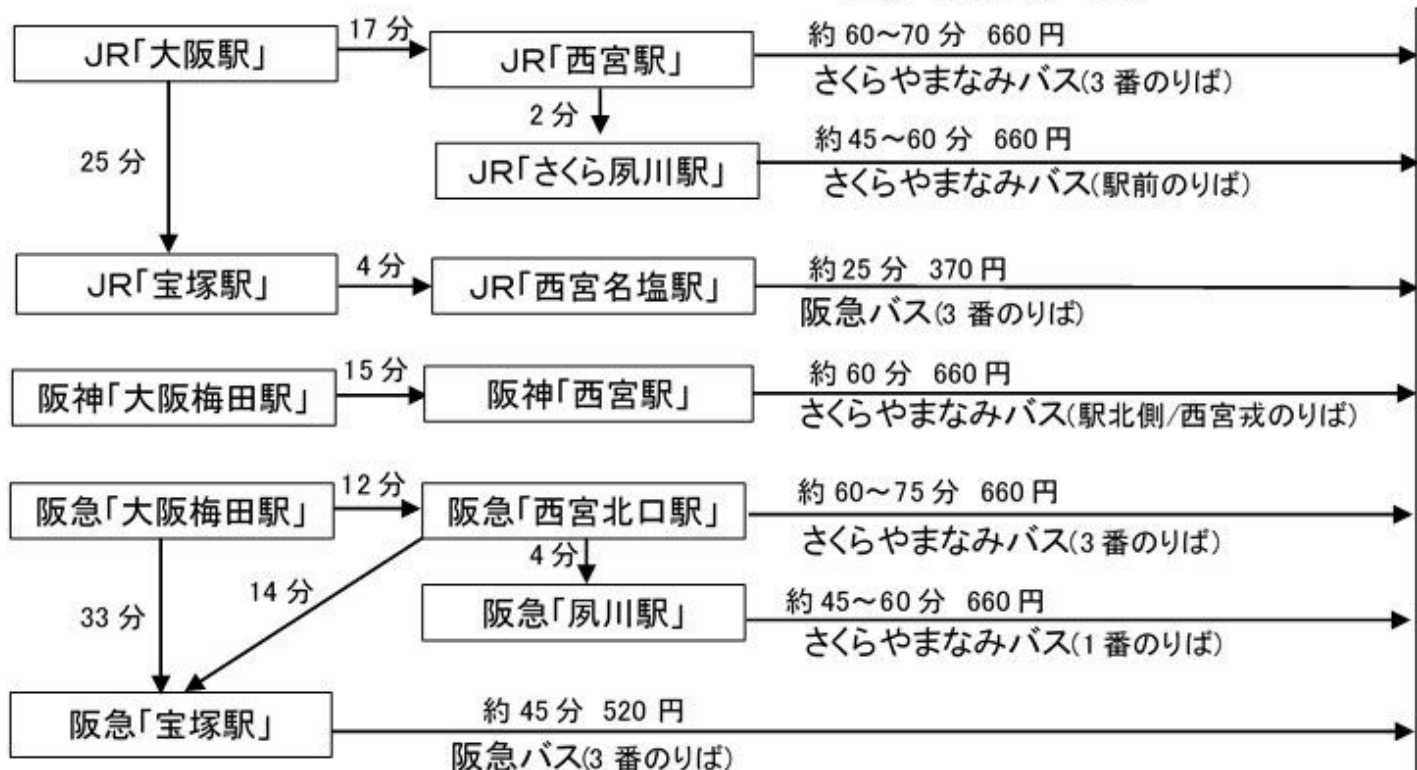 17分
約60～70分 660円
JR「大阪駅」
JR「西宮駅」
さくらやまなみバス(3番のりば)
2分
約45～60分 660円
25分
JR「さくら夙川駅」
さくらやまなみバス(駅前のりば)
4分
約25分 370円
JR「宝塚駅」
JR「西宮名塩駅」
阪急バス(3番のりば)
15分
約60分 660円
阪神「大阪梅田駅」
阪神「西宮駅」
さくらやまなみバス(駅北側/西宮戎のりば)
12分
約60～75分 660円
阪急「大阪梅田駅」
阪急「西宮北口駅」
さくらやまなみバス(3番のりば)
4分
14分
約45～60分 660円
33分
阪急「夙川駅」
さくらやまなみバス(1番のりば)
約45分 520円
阪急「宝塚駅」
阪急バス(3番のりば)